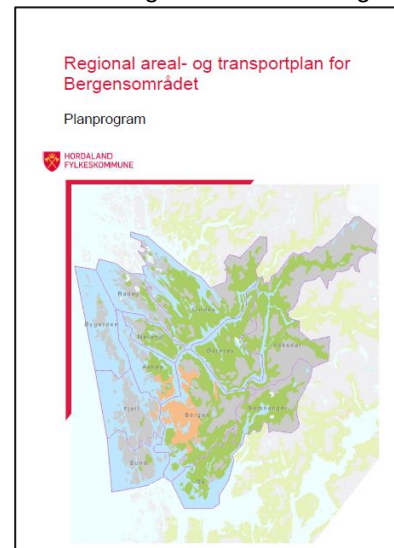 Regional areal- og transportplan for
Bergensområdet
Planprogram
HORDALAND
FYLKESKOMMUNE
Radøy
Lindås
Øygarden
Meland
Osterøy
Vaksdal
Askøy
Fjell
Bergen
Samnanger
Sund
Os